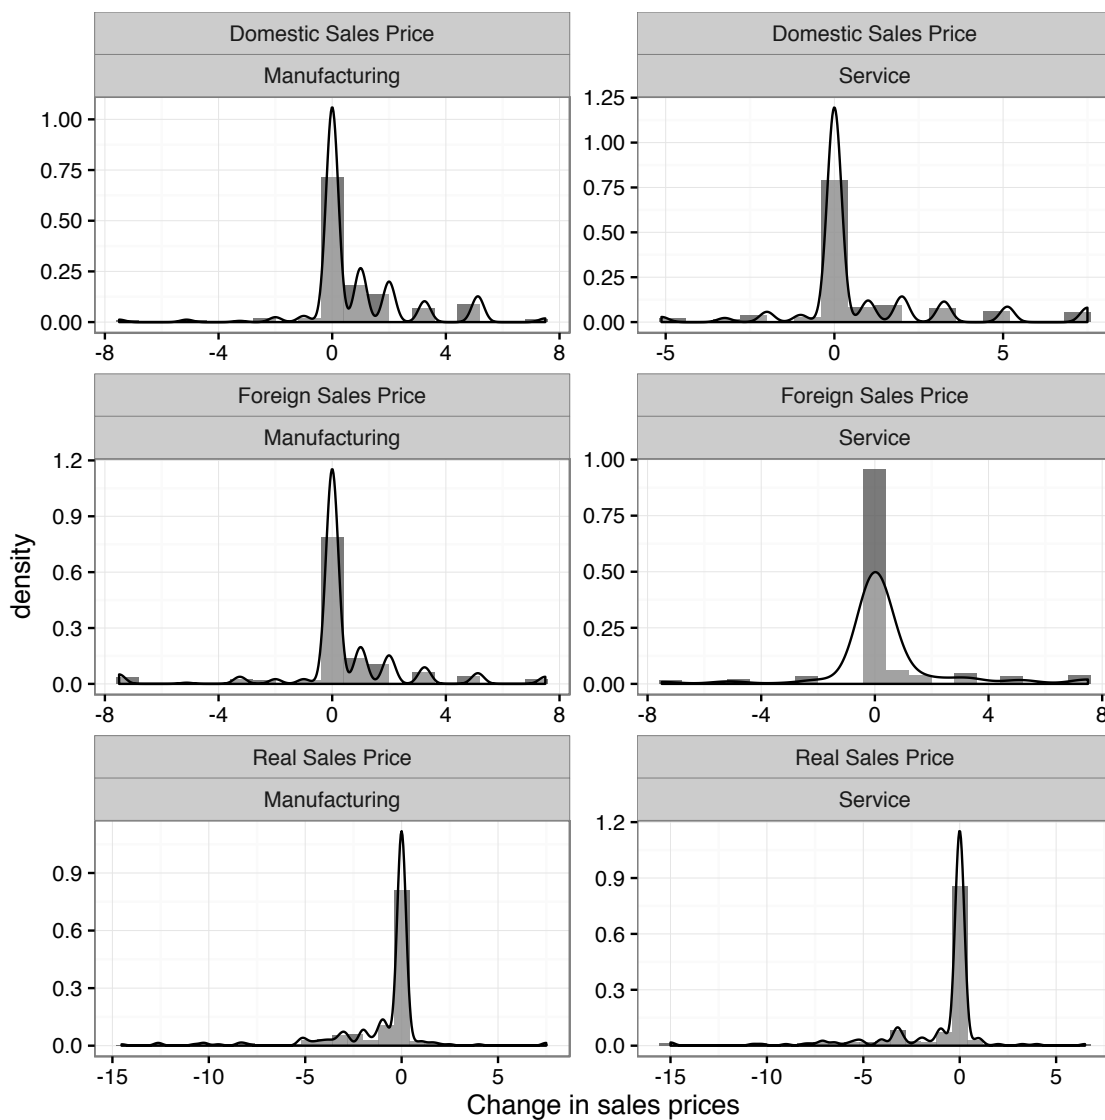 Domestic Sales Price
Manufacturing
1.00
0.75
0.50
0.25
0.00
-8 -4 0 4 8
Domestic Sales Price
Service
1.25
1.00
0.75
0.50
0.25
0.00
-5 0 5
Foreign Sales Price
Manufacturing
1.2
0.9
0.6
0.3
0.0
-8 -4 0 4 8
Foreign Sales Price
Service
1.00
0.75
0.50
0.25
0.00
-8 -4 0 4 8
density
Real Sales Price
Manufacturing
0.9
0.6
0.3
0.0
-15 -10 -5 0 5
Real Sales Price
Service
1.2
0.9
0.6
0.3
0.0
-15 -10 -5 0 5
Change in sales prices